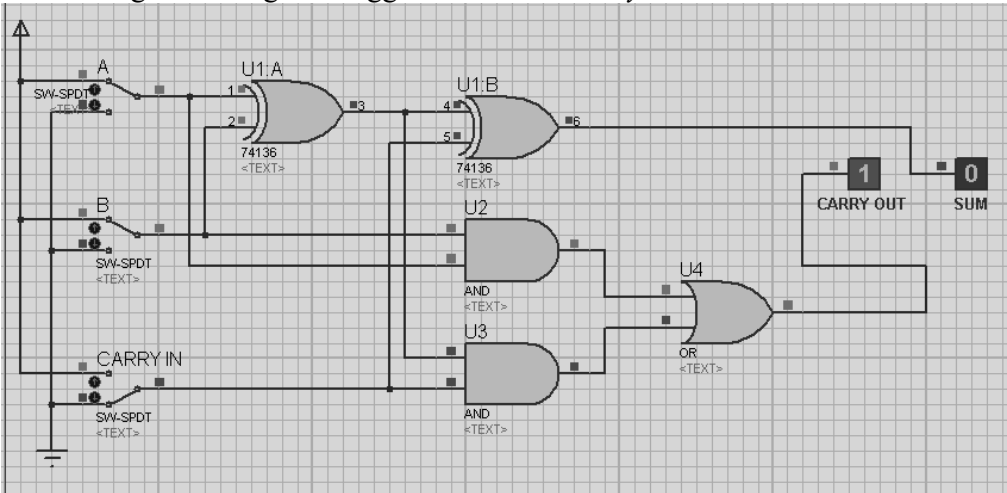 A
SW-SPDT
<TEXT>
U1:A
1
2
3
74136
<TEXT>
U1:B
4
5
6
74136
<TEXT>
1
CARRY OUT
0
SUM
B
SW-SPDT
<TEXT>
U2
AND
<TEXT>
U4
OR
<TEXT>
U3
AND
<TEXT>
CARRY IN
SW-SPDT
<TEXT>